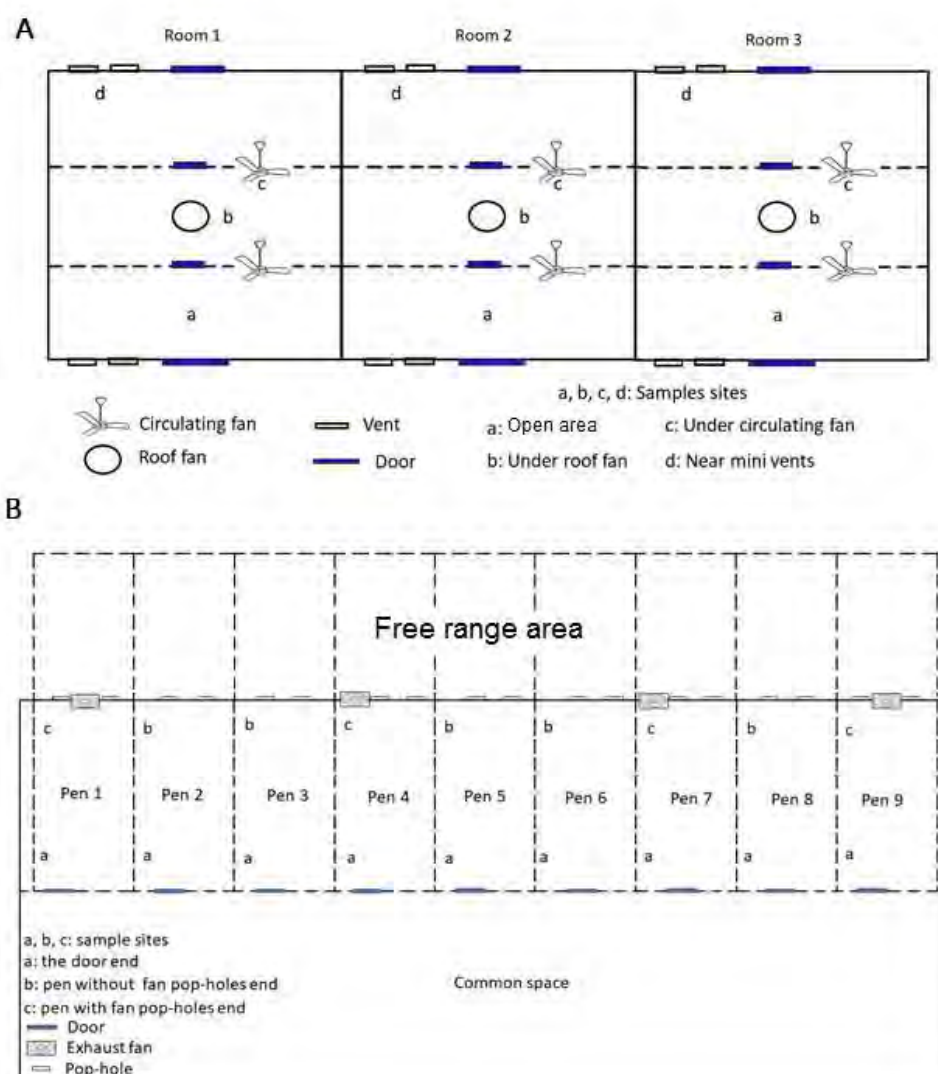 A
Room 1 Room 2 Room 3
d d d
c c c
b b b
a a a
a, b, c, d: Samples sites
Circulating fan Vent a: Open area c: Under circulating fan
Roof fan Door b: Under roof fan d: Near mini vents
B
Free range area
c b b c b b c b c
Pen 1 Pen 2 Pen 3 Pen 4 Pen 5 Pen 6 Pen 7 Pen 8 Pen 9
a a a a a a a a a
a, b, c: sample sites
a: the door end
b: pen without fan pop-holes end Common space
c: pen with fan pop-holes end
Door
Exhaust fan
Pop-hole